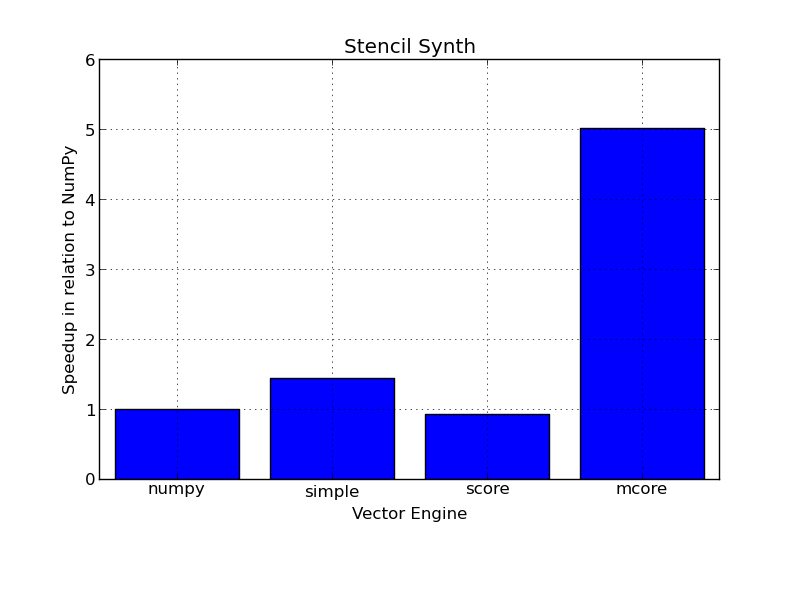 Stencil Synth
6
5
4
3
2
1
0
Speedup in relation to NumPy
numpy
simple
score
mcore
Vector Engine